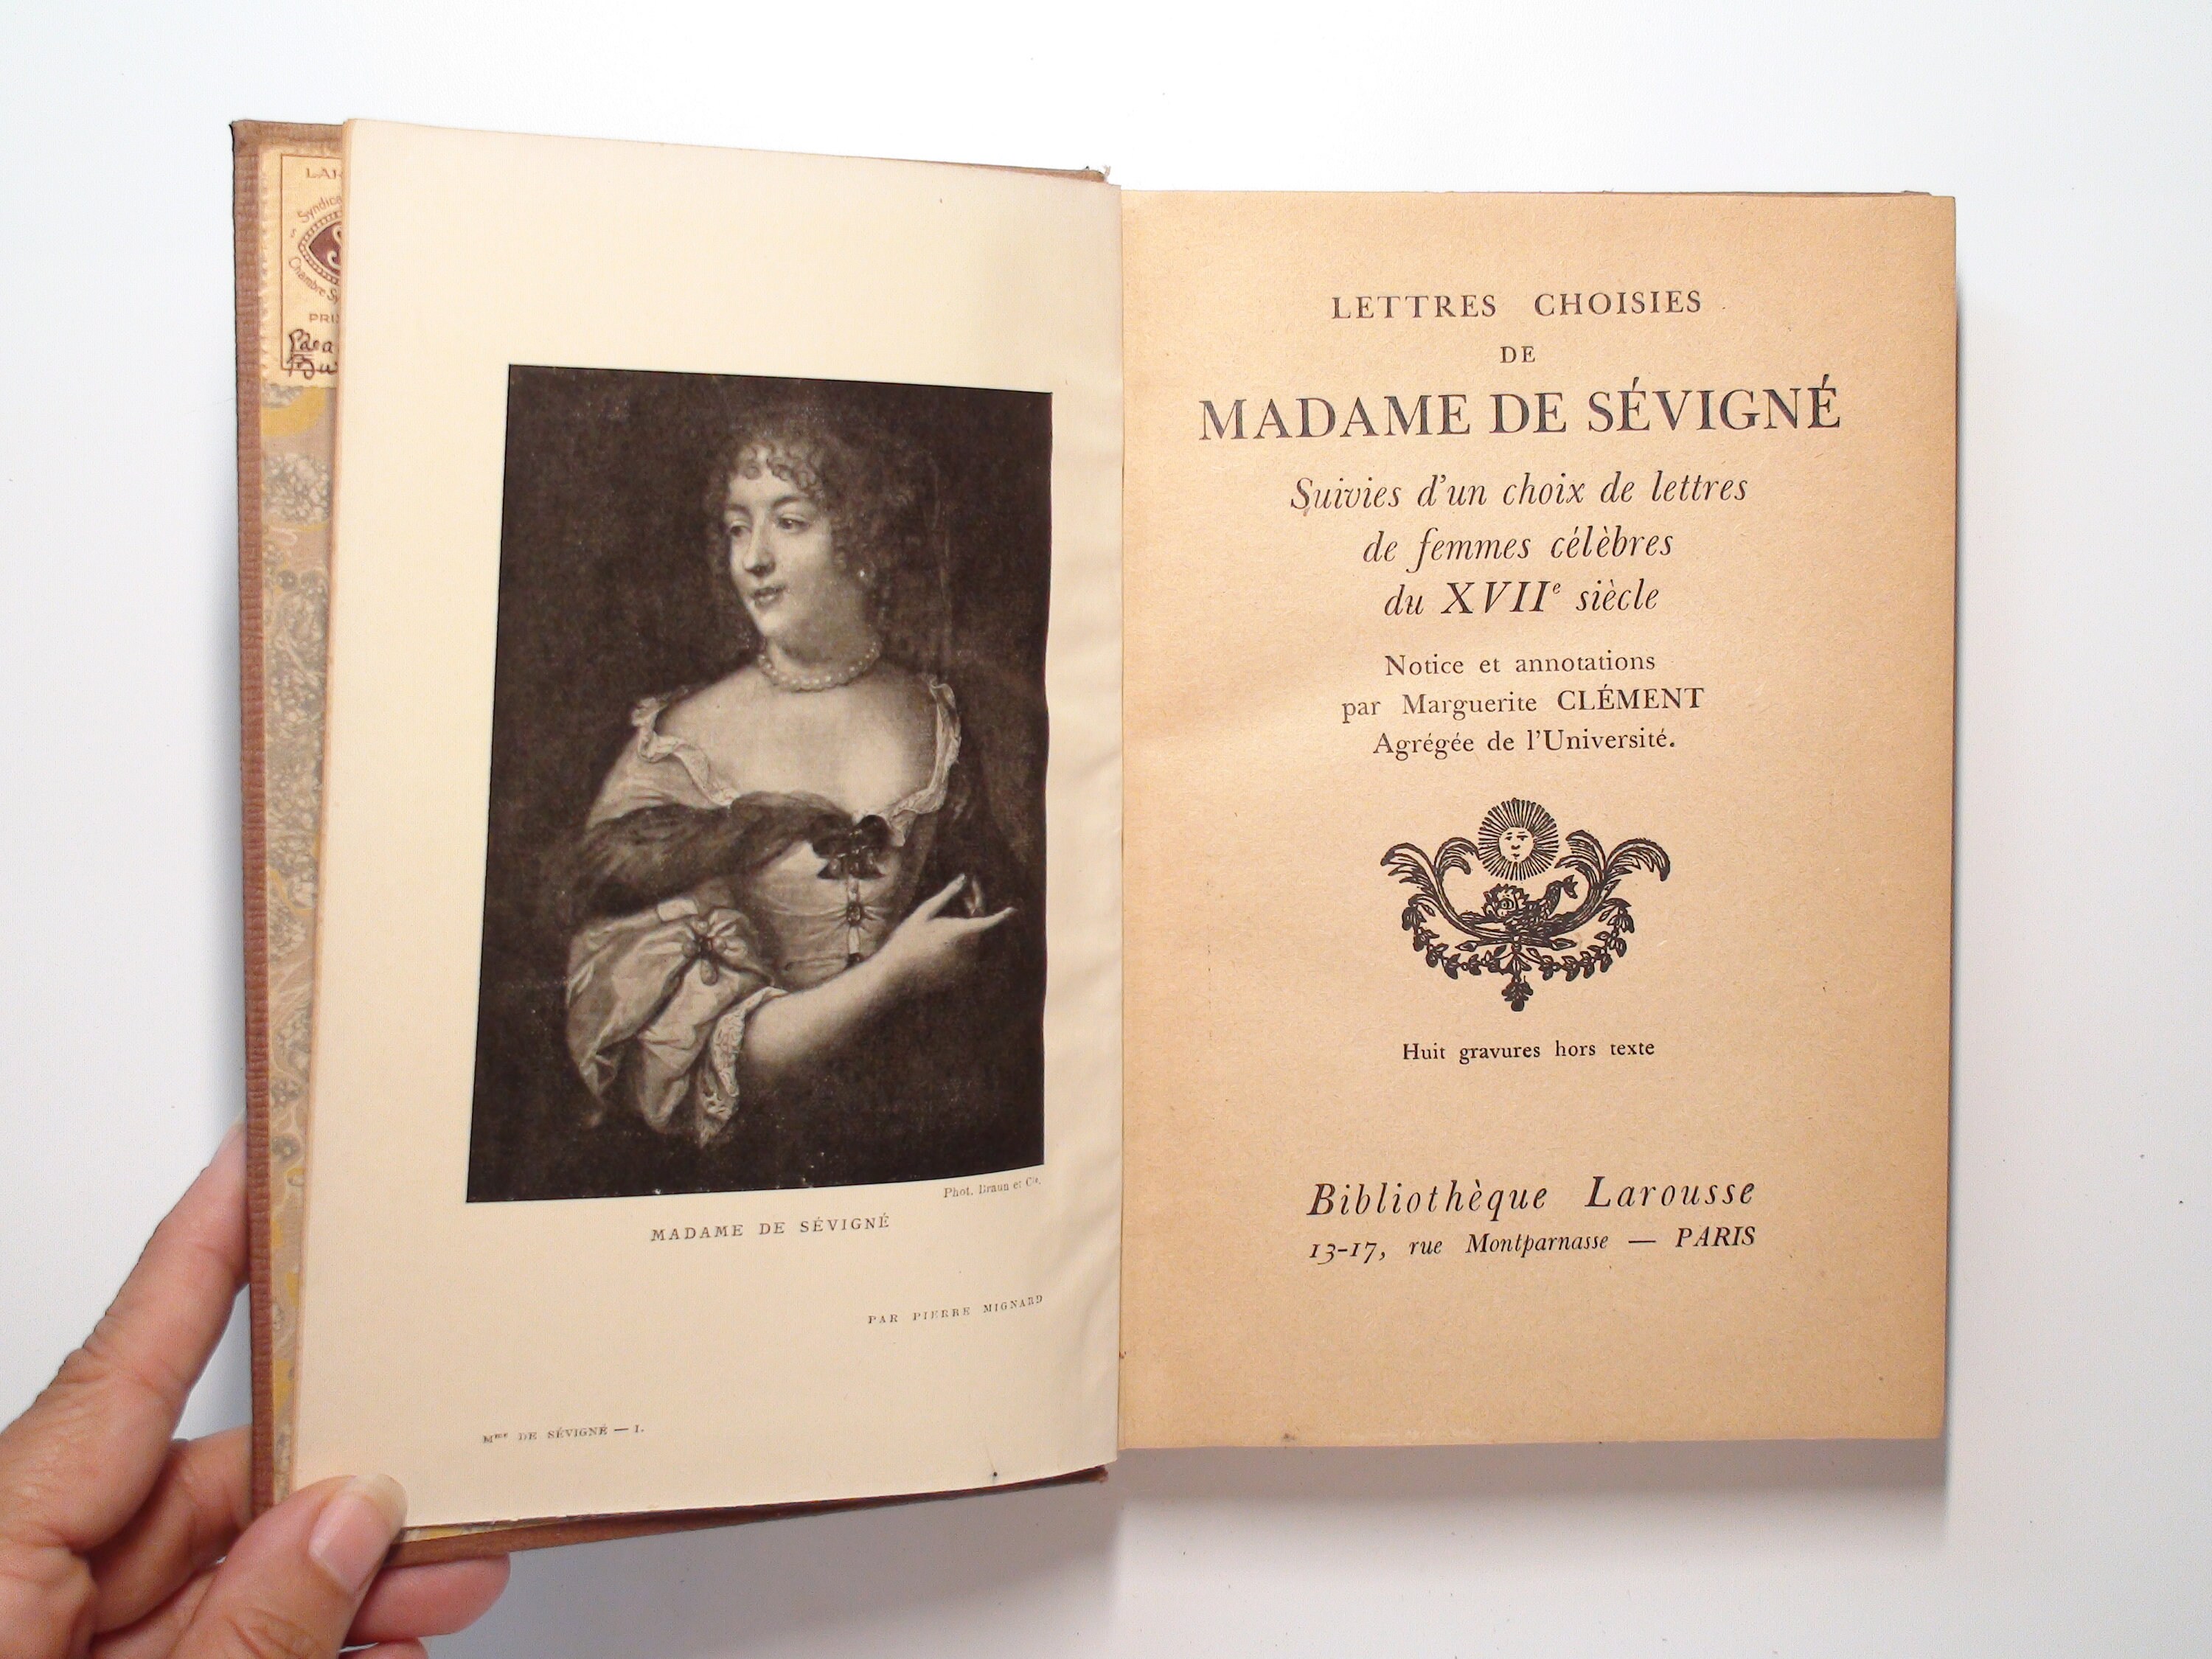 Phot. Braun et Cie.
MADAME DE SÉVIGNÉ
PAR PIERRE MIGNARD
Mme DE SÉVIGNÉ — I.
LETTRES CHOISIES
DE
MADAME DE SÉVIGNÉ
Suivies d'un choix de lettres
de femmes célèbres
du XVIIe siècle
Notice et annotations
par Marguerite CLÉMENT
Agrégée de l'Université.
Huit gravures hors texte
Bibliothèque Larousse
13-17, rue Montparnasse — PARIS